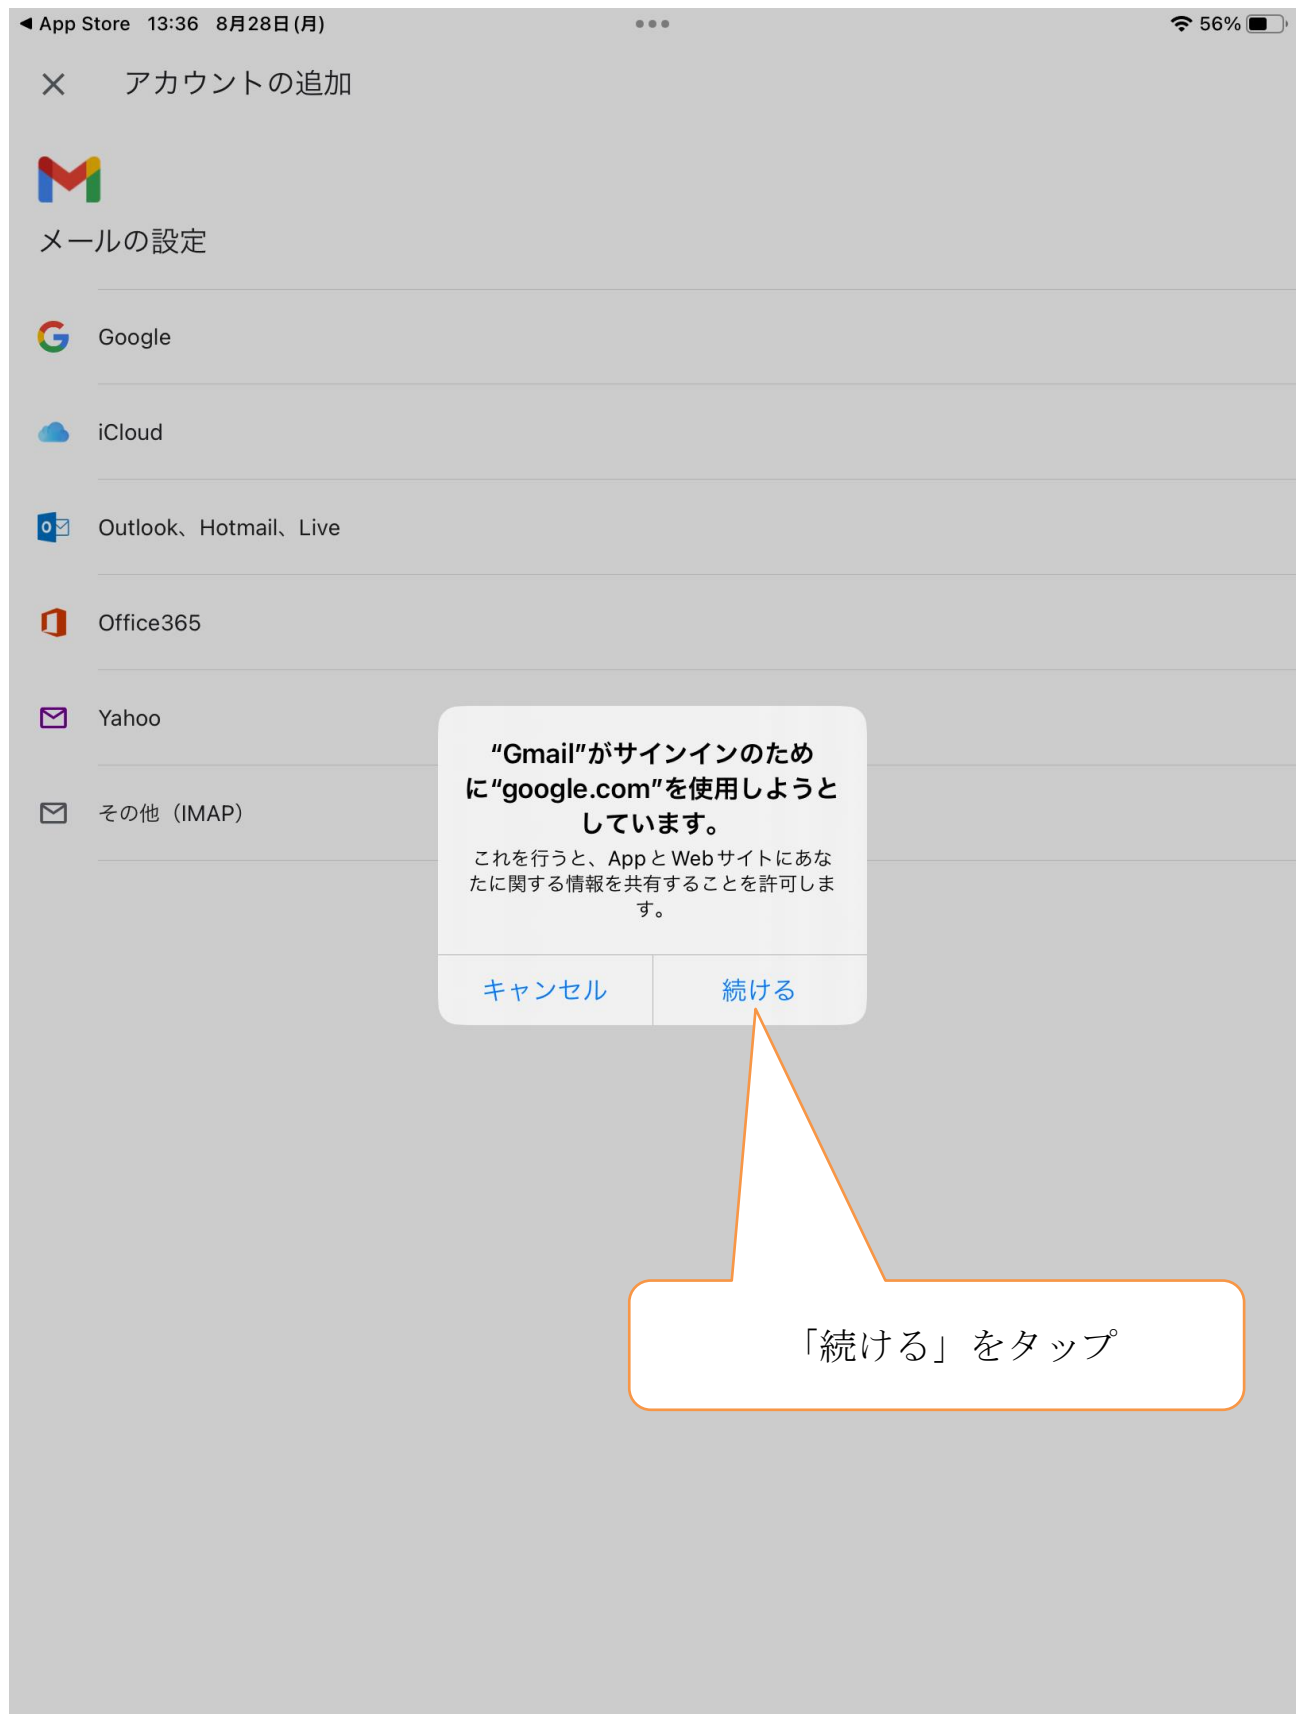 ◀ App Store 13:36 8月28日(月)
56%
アカウントの追加
メールの設定
Google
iCloud
Outlook、Hotmail、Live
Office365
Yahoo
その他（IMAP）
“Gmail”がサインインのため
に“google.com”を使用しようと
しています。
これを行うと、AppとWebサイトにあな
たに関する情報を共有することを許可しま
す。
キャンセル
続ける
「続ける」をタップ